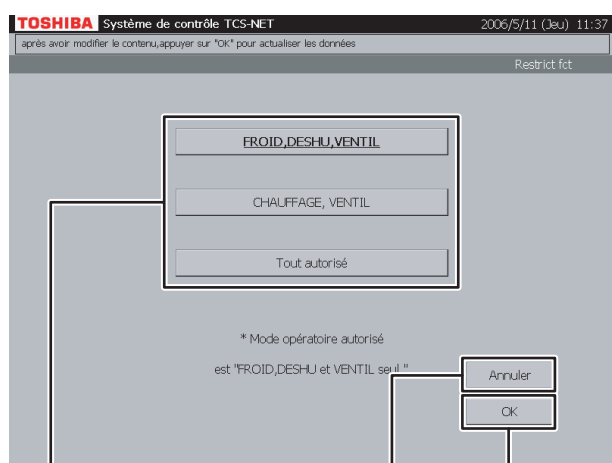 TOSHIBA Système de contrôle TCS-NET 2006/5/11 (Jeu) 11:37
après avoir modifier le contenu,appuyer sur "OK" pour actualiser les données
Restrict fct
FROID,DESHU,VENTIL
CHAUFFAGE, VENTIL
Tout autorisé
* Mode opératoire autorisé
est "FROID,DESHU et VENTIL seul "
Annuler
OK